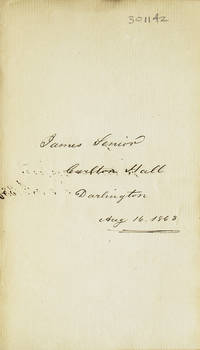 301142
James Senior
Carlton Hall
Darlington
Aug 16. 1863